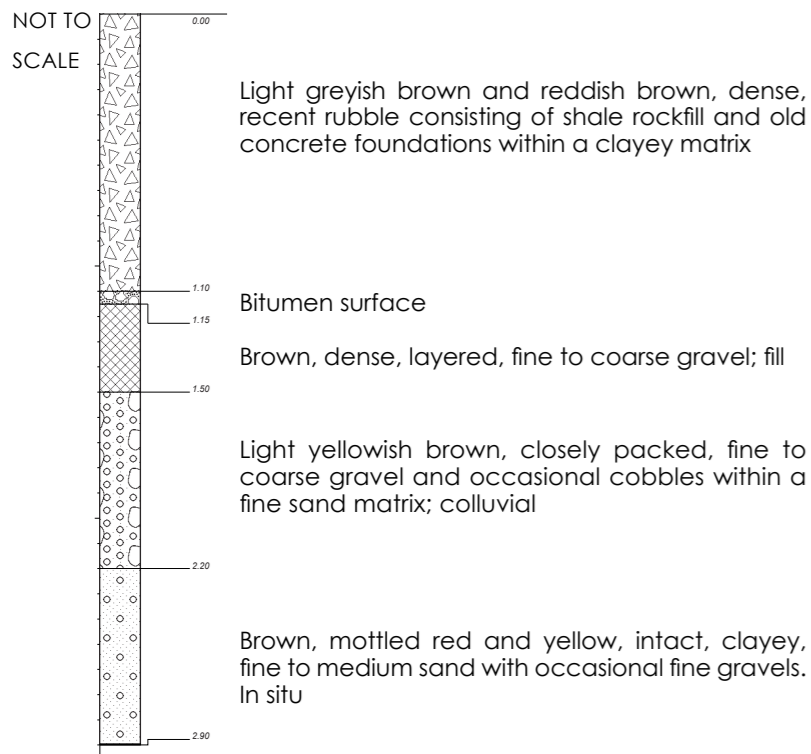 NOT TO
SCALE
0.00
Light greyish brown and reddish brown, dense,
recent rubble consisting of shale rockfill and old
concrete foundations within a clayey matrix
1.10
Bitumen surface
1.15
Brown, dense, layered, fine to coarse gravel; fill
1.50
Light yellowish brown, closely packed, fine to
coarse gravel and occasional cobbles within a
fine sand matrix; colluvial
2.20
Brown, mottled red and yellow, intact, clayey,
fine to medium sand with occasional fine gravels.
In situ
2.90